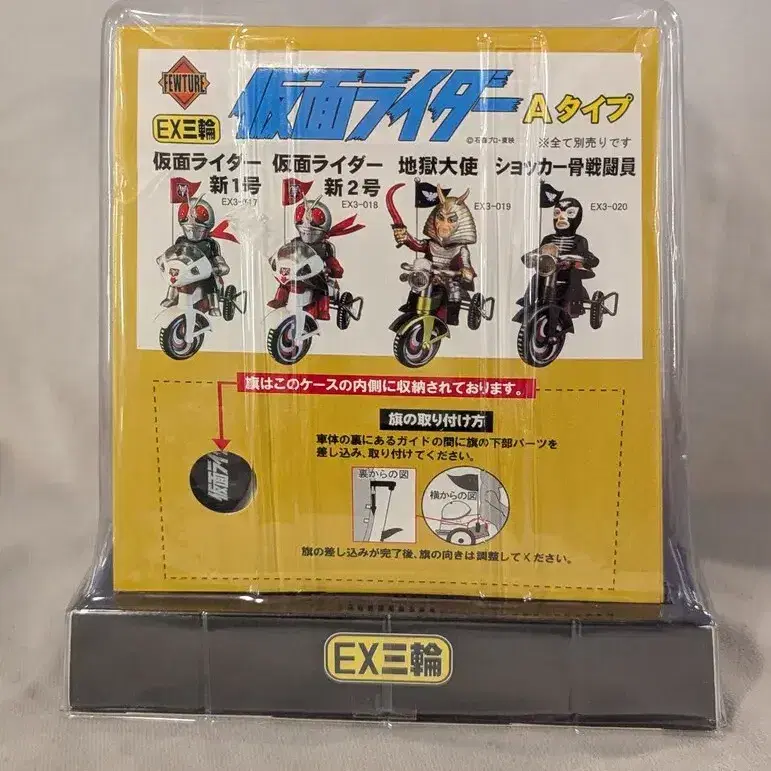 FEWTURE
仮面ライダー Aタイプ
EX三輪
©石森プロ・東映
※全て別売りです
仮面ライダー
新1号
EX3-017
仮面ライダー
新2号
EX3-018
地獄大使
EX3-019
ショッカー骨戦闘員
EX3-020
旗はこのケースの内側に収納されております。
旗の取り付け方
車体の裏にあるガイドの間に旗の下部パーツを
差し込み、取り付けてください。
仮面ライ
裏からの図
横からの図
旗の差し込みが完了後、旗の向きは調整してください。
EX三輪